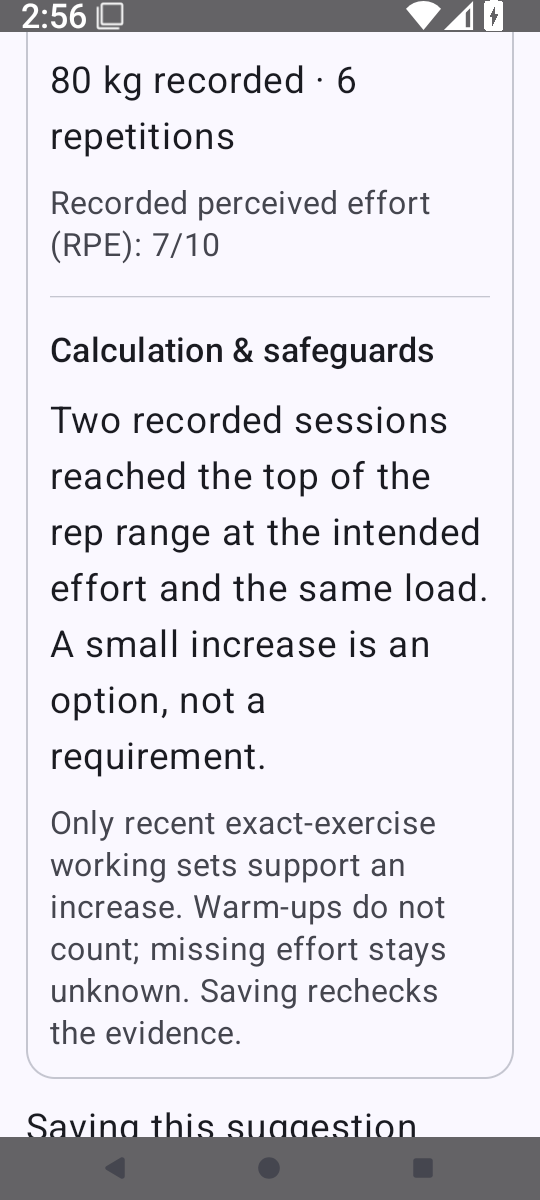 2:56
80 kg recorded · 6
repetitions
Recorded perceived effort
(RPE): 7/10
Calculation & safeguards
Two recorded sessions
reached the top of the
rep range at the intended
effort and the same load.
A small increase is an
option, not a
requirement.
Only recent exact-exercise
working sets support an
increase. Warm-ups do not
count; missing effort stays
unknown. Saving rechecks
the evidence.
Saving this suggestion